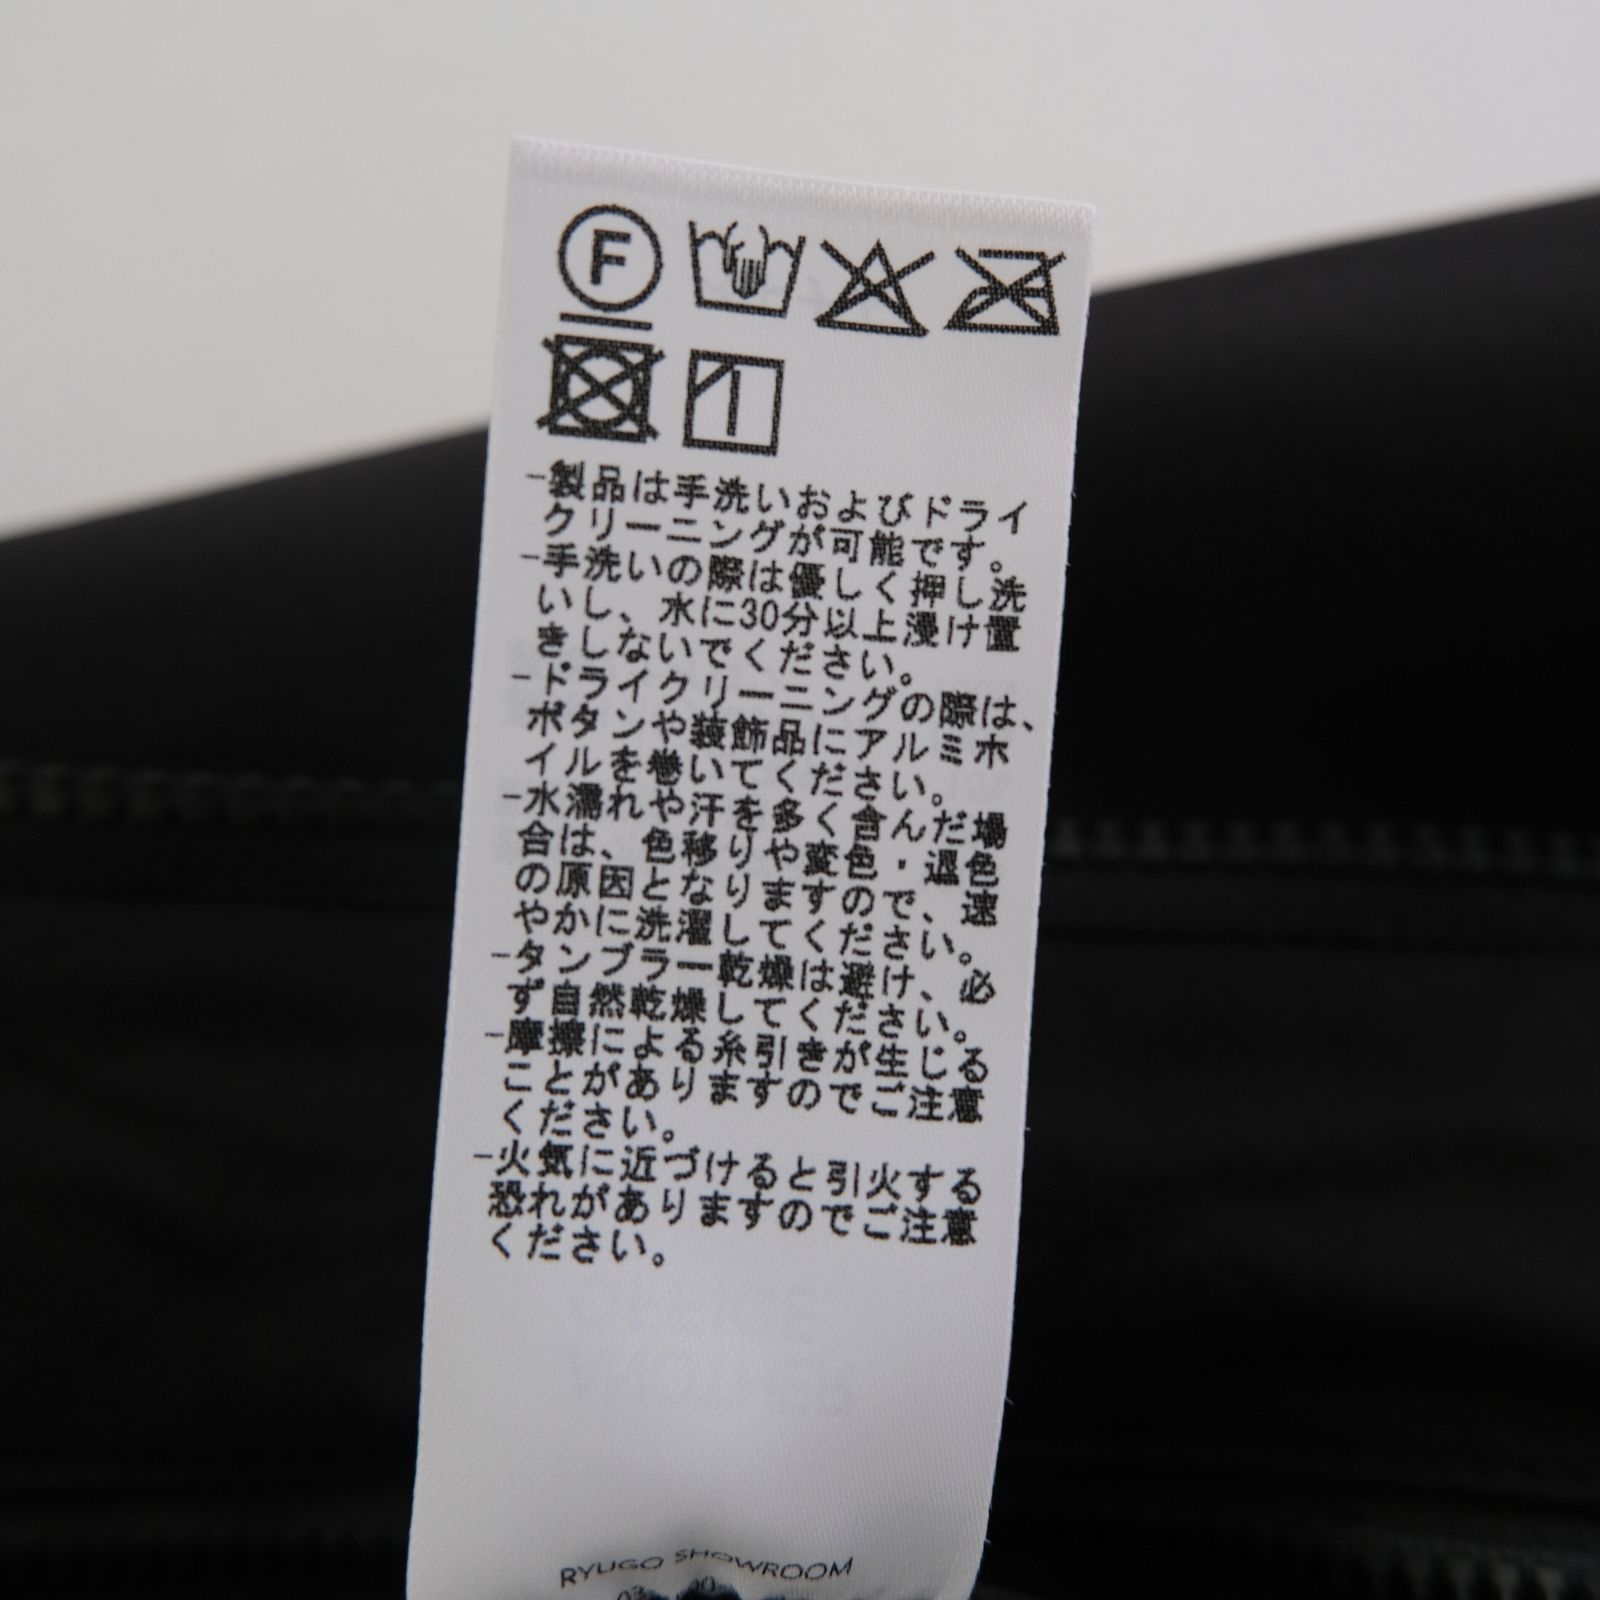 F
-製品は手洗いおよびドライ
クリーニングが可能です。
-手洗いの際は優しく押し洗
いし、水に30分以上浸け置
きしないでください。
-ドライクリーニングの際は、
ボタンや装飾品にアルミホ
イルを巻いてください。
-水濡れや汗を多く含んだ場
合は、色移りや変色・退色
の原因となりますので、速
やかに洗濯してください。
-タンブラー乾燥は避け、必
ず自然乾燥してください。
-摩擦による糸引きが生じる
ことがありますのでご注意
ください。
-火気に近づけると引火する
恐れがありますのでご注意
ください。
RYUGO SHOWROOM